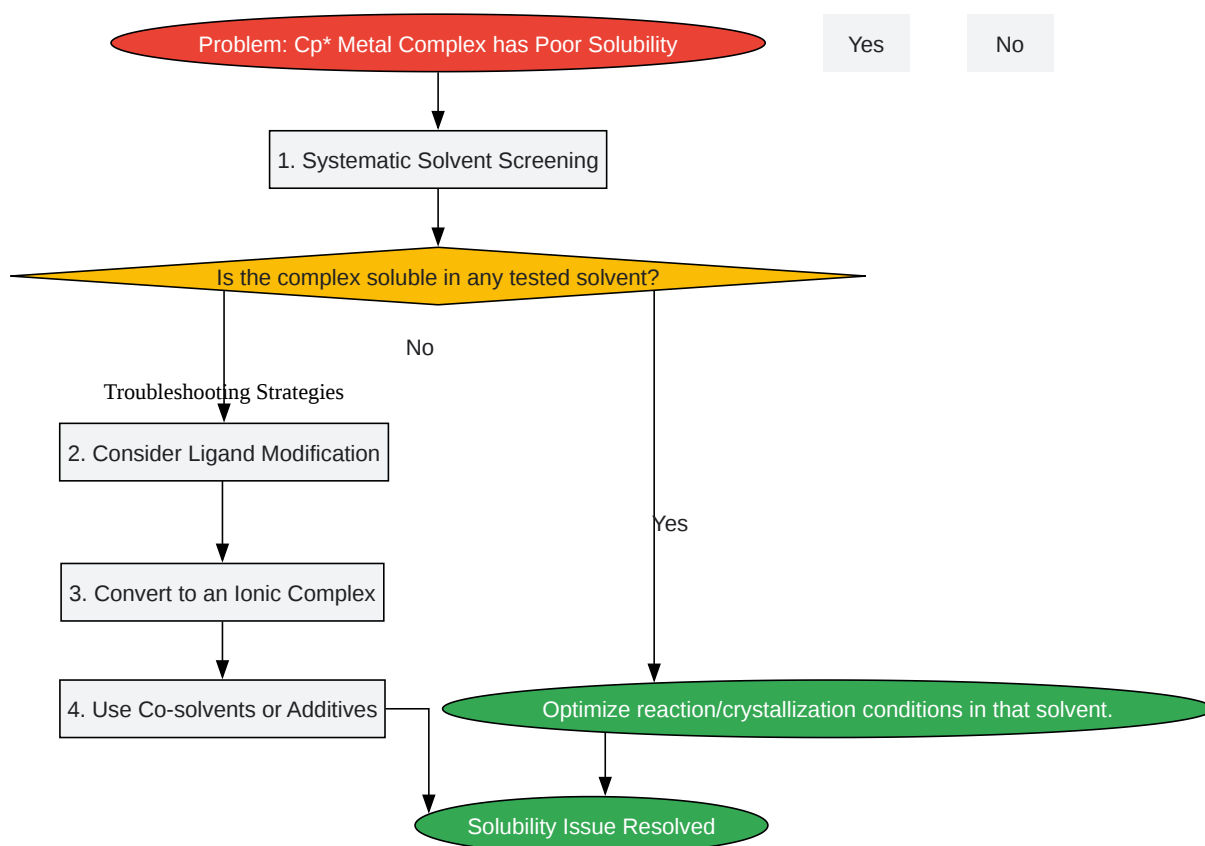 Problem: Cp* Metal Complex has Poor Solubility
Yes
No
1. Systematic Solvent Screening
Is the complex soluble in any tested solvent?
No
Troubleshooting Strategies
2. Consider Ligand Modification
Yes
3. Convert to an Ionic Complex
4. Use Co-solvents or Additives
Optimize reaction/crystallization conditions in that solvent.
Solubility Issue Resolved